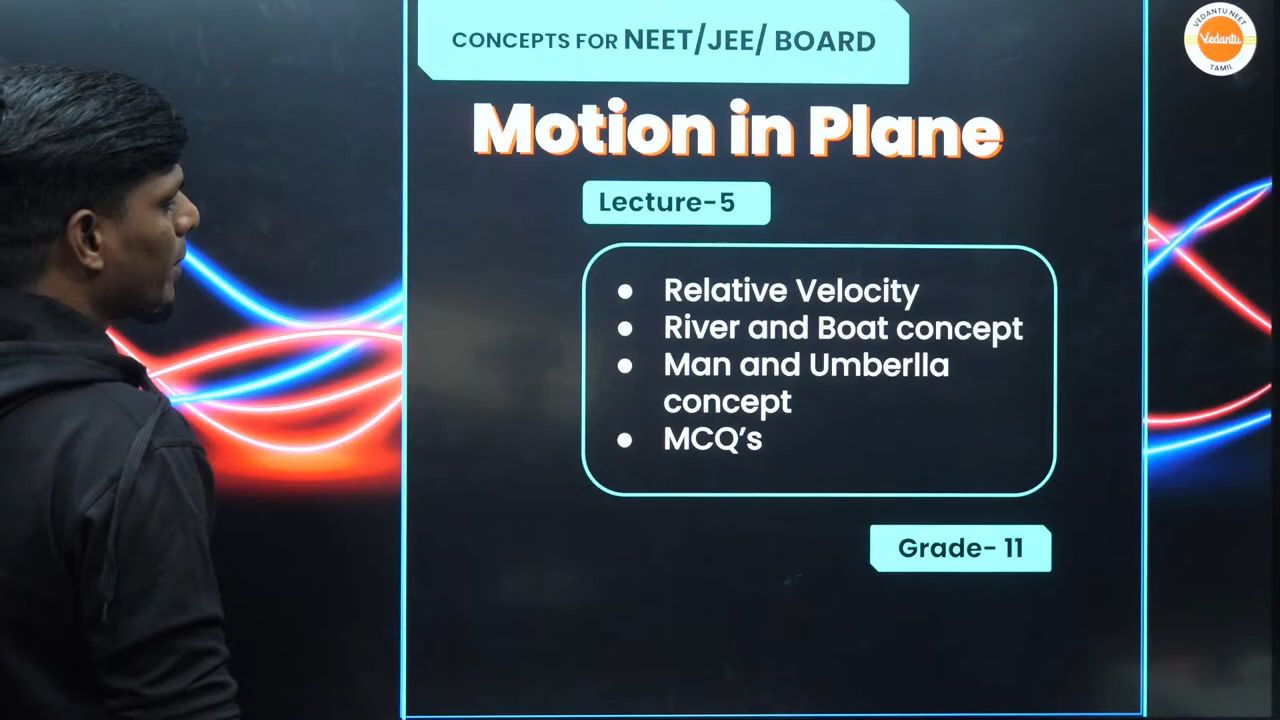 CONCEPTS FOR NEET/JEE/ BOARD
VEDANTU NEET
Vedantu
TAMIL
Motion in Plane
Lecture-5
● Relative Velocity
● River and Boat concept
● Man and Umberlla
concept
● MCQ’s
Grade- 11